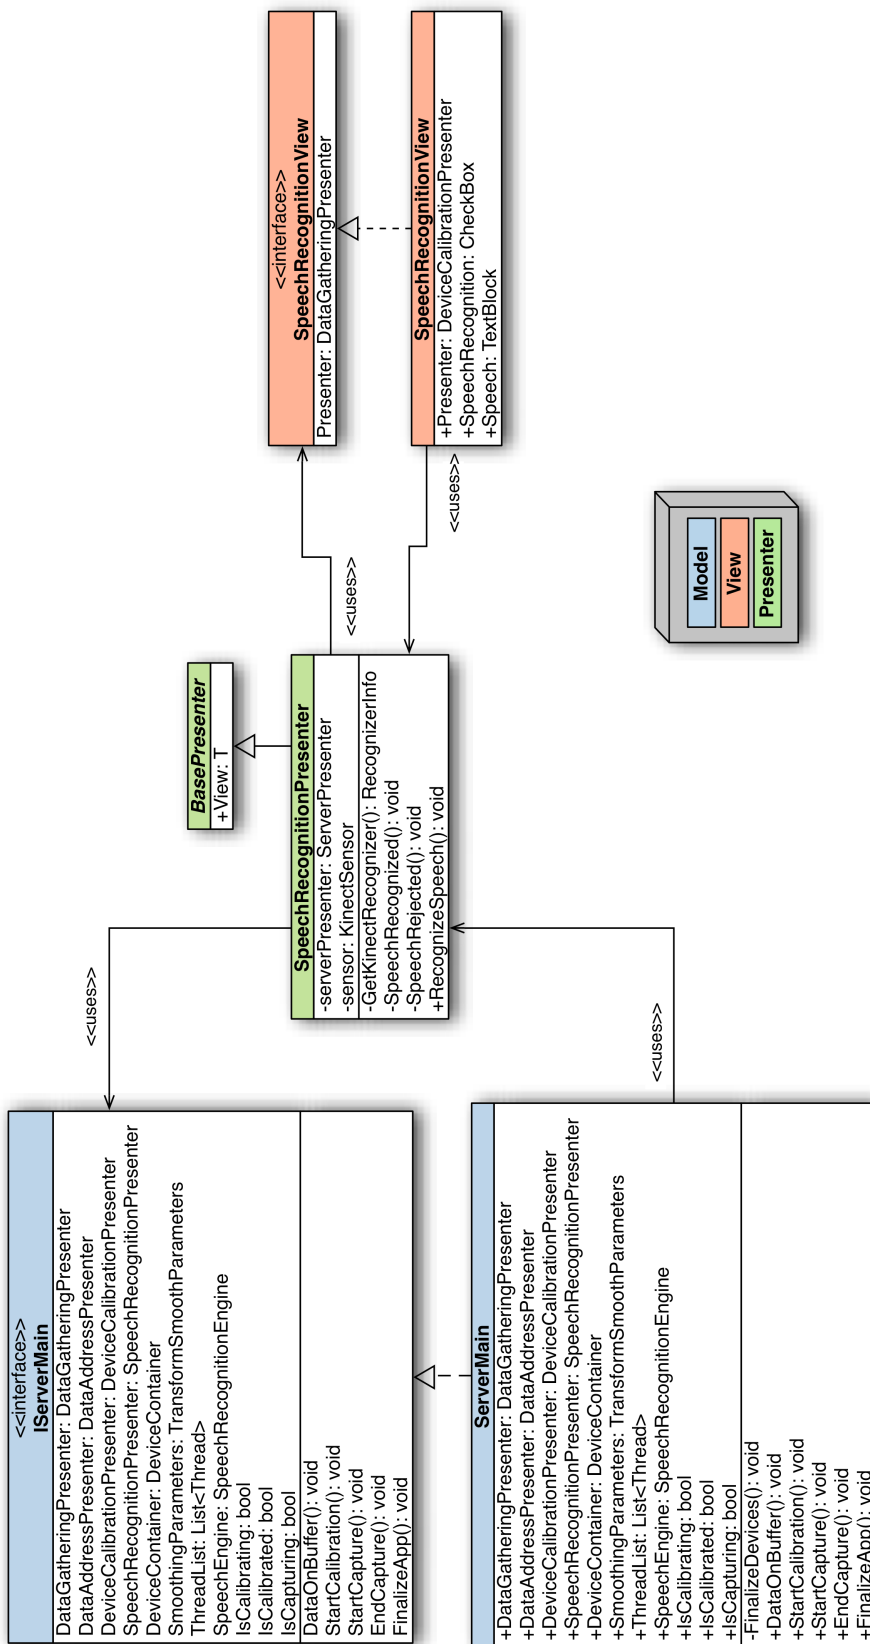 <<interface>>
IServerMain
DataGatheringPresenter: DataGatheringPresenter
DataAddressPresenter: DataAddressPresenter
DeviceCalibrationPresenter: DeviceCalibrationPresenter
SpeechRecognitionPresenter: SpeechRecognitionPresenter
DeviceContainer: DeviceContainer
SmoothingParameters: TransformSmoothParameters
ThreadList: List<Thread>
SpeechEngine: SpeechRecognitionEngine
IsCalibrating: bool
IsCalibrated: bool
IsCapturing: bool
DataOnBuffer(): void
StartCalibration(): void
StartCapture(): void
EndCapture(): void
FinalizeApp(): void
<<uses>>
BasePresenter
+View: T
SpeechRecognitionPresenter
-serverPresenter: ServerPresenter
-sensor: KinectSensor
-GetKinectRecognizer(): RecognizerInfo
-SpeechRecognized(): void
-SpeechRejected(): void
+RecognizeSpeech(): void
<<uses>>
<<interface>>
SpeechRecognitionView
Presenter: DataGatheringPresenter
SpeechRecognitionView
+Presenter: DeviceCalibrationPresenter
+SpeechRecognition: CheckBox
+Speech: TextBlock
<<uses>>
ServerMain
+DataGatheringPresenter: DataGatheringPresenter
+DataAddressPresenter: DataAddressPresenter
+DeviceCalibrationPresenter: DeviceCalibrationPresenter
+SpeechRecognitionPresenter: SpeechRecognitionPresenter
+DeviceContainer: DeviceContainer
+SmoothingParameters: TransformSmoothParameters
+ThreadList: List<Thread>
+SpeechEngine: SpeechRecognitionEngine
+IsCalibrating: bool
+IsCalibrated: bool
+IsCapturing: bool
-FinalizeDevices(): void
+DataOnBuffer(): void
+StartCalibration(): void
+StartCapture(): void
+EndCapture(): void
+FinalizeApp(): void
<<uses>>
Model
View
Presenter